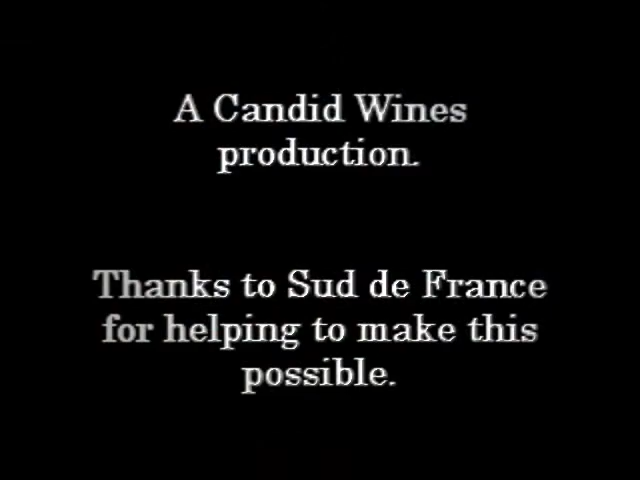 A Candid Wines
production.
Thanks to Sud de France
for helping to make this
possible.